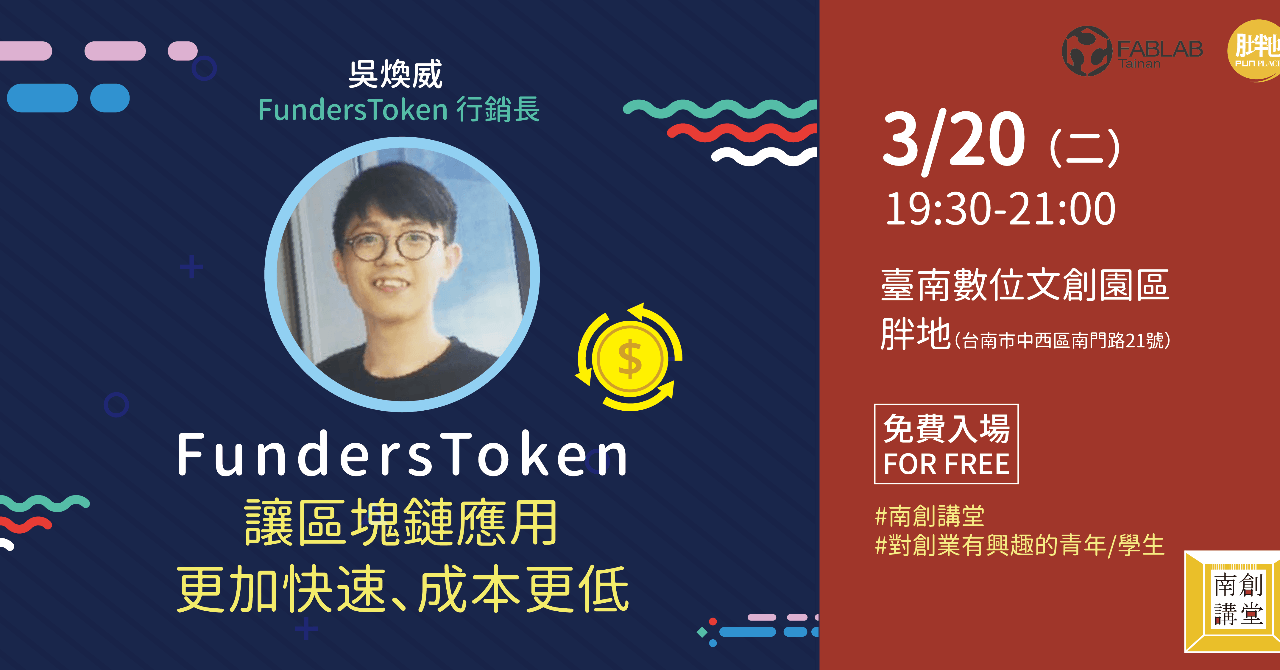 吳煥威
FundersToken 行銷長
FundersToken
讓區塊鏈應用
更加快速、成本更低
$
FABLAB
Tainan
胖地
3/20（二）
19:30-21:00
臺南數位文創園區
胖地（台南市中西區南門路21號）
免費入場
FOR FREE
#南創講堂
#對創業有興趣的青年/學生
南創
講堂